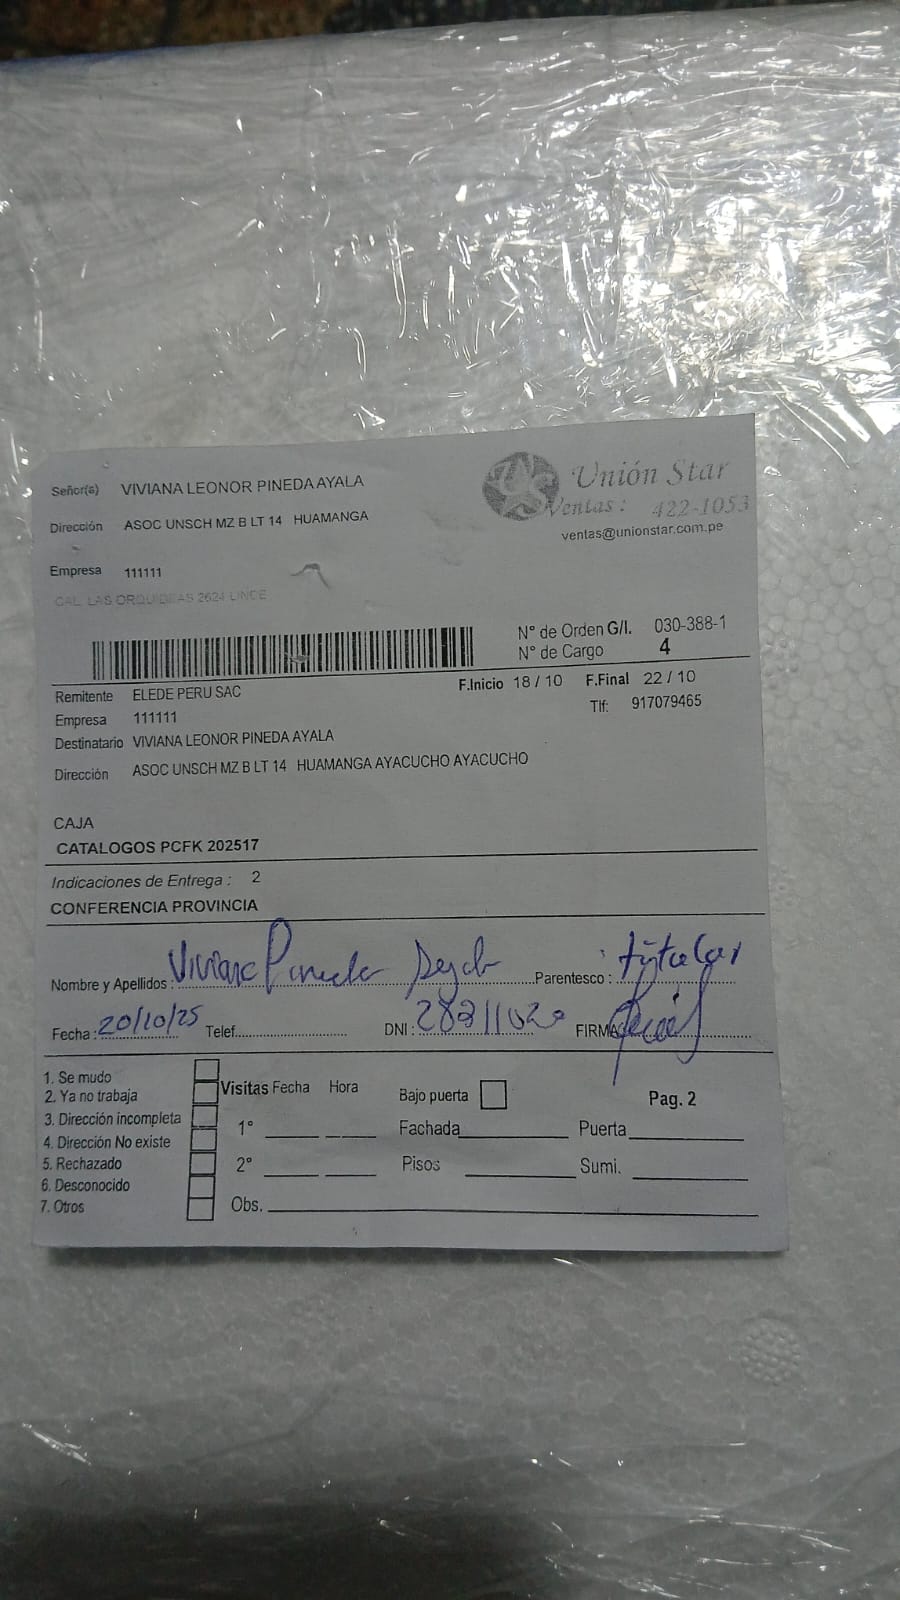 Señor(s) VIVIANA LEONOR PINEDA AYALA
Unión Star
Ventas : 422-1053
Dirección ASOC UNSCH MZ B LT 14 HUAMANGA
ventas@unionstar.com.pe
Empresa 111111
CAL. LAS ORQUIDEAS 2624 LINCE
N° de Orden G/I. 030-388-1
N° de Cargo 4
Remitente ELEDE PERU SAC
F.Inicio 18 / 10 F.Final 22 / 10
Empresa 111111
Tlf: 917079465
Destinatario VIVIANA LEONOR PINEDA AYALA
Dirección ASOC UNSCH MZ B LT 14 HUAMANGA AYACUCHO AYACUCHO
CAJA
CATALOGOS PCFK 202517
Indicaciones de Entrega : 2
CONFERENCIA PROVINCIA
Nombre y Apellidos : Viviane Pineda Parentesco : titular
Fecha : 20/10/25 Telef. DNI : FIRMA
1. Se mudo
2. Ya no trabaja
3. Dirección incompleta
4. Dirección No existe
5. Rechazado
6. Desconocido
7. Otros
Visitas Fecha Hora Bajo puerta Pag. 2
1° Fachada Puerta
2° Pisos Sumi.
Obs.